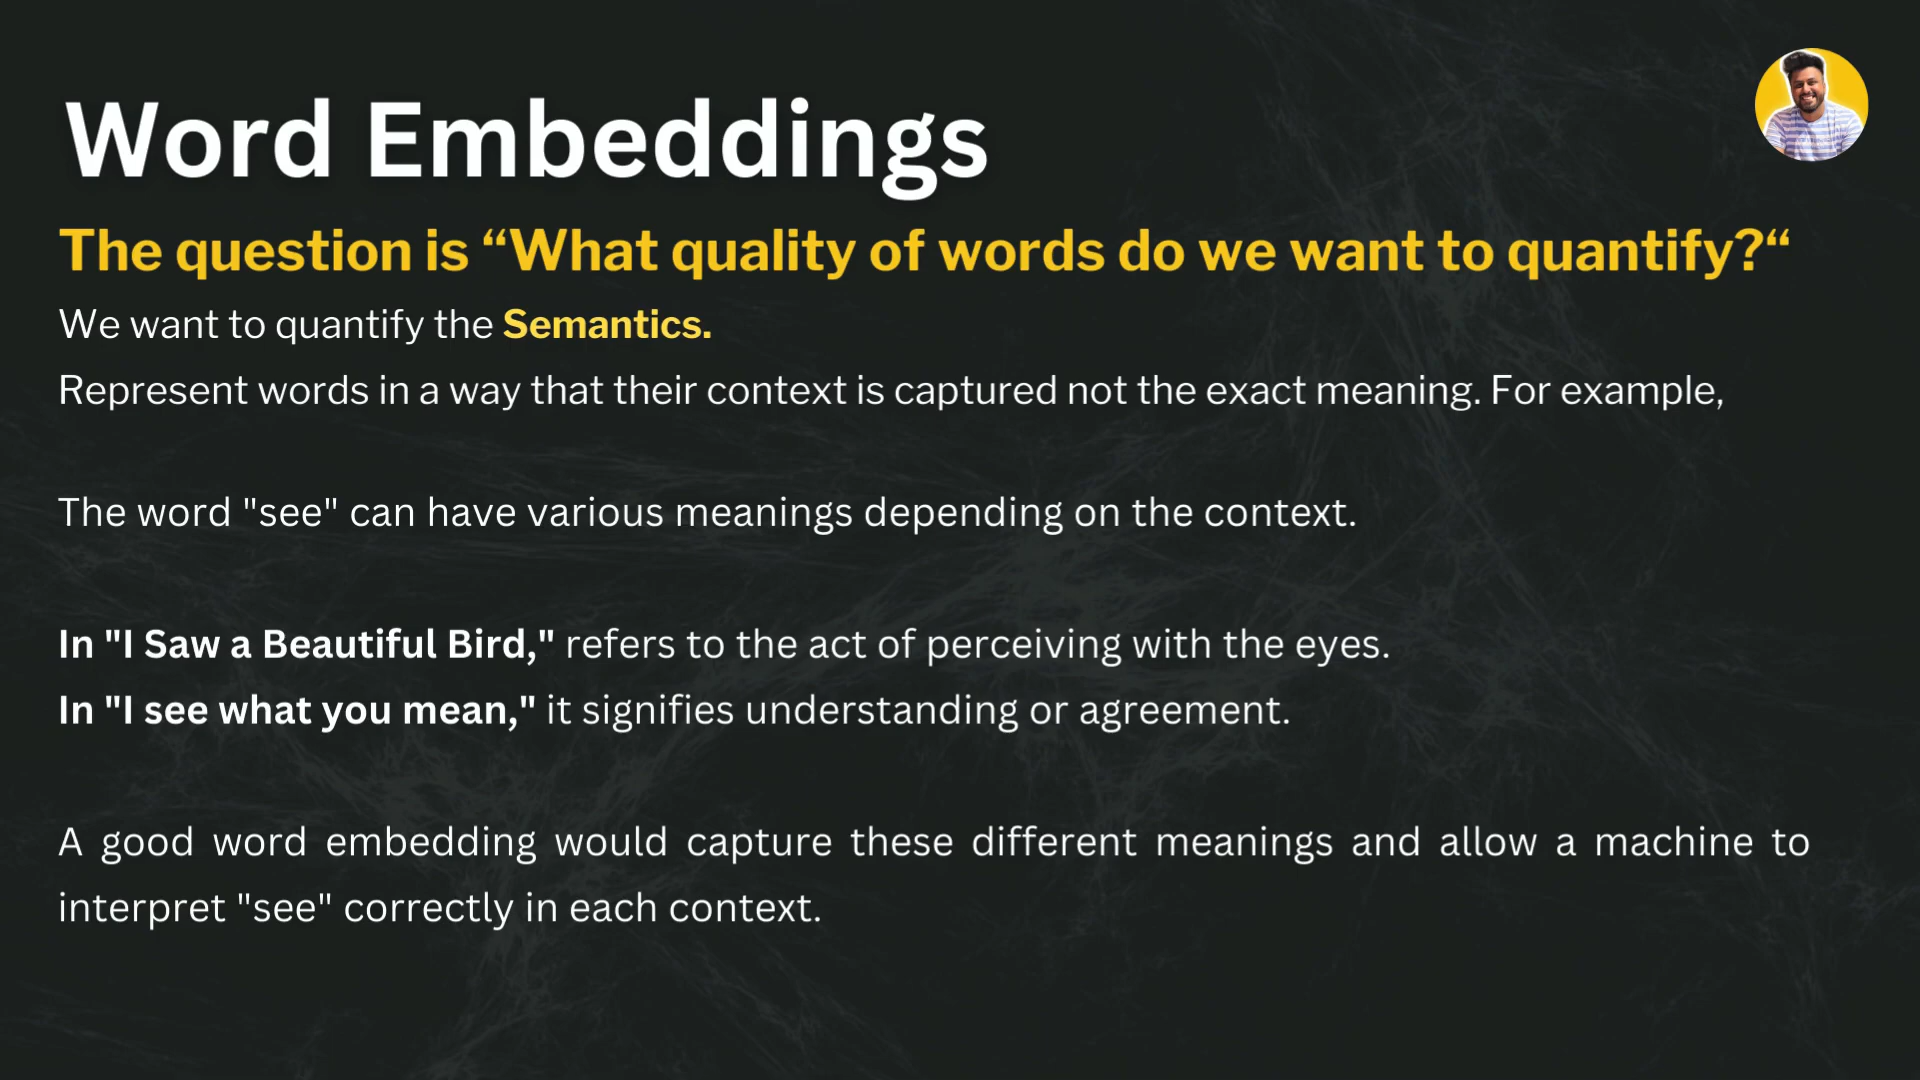 Word Embeddings
The question is “What quality of words do we want to quantify?“
We want to quantify the Semantics.
Represent words in a way that their context is captured not the exact meaning. For example,
The word "see" can have various meanings depending on the context.
In "I Saw a Beautiful Bird," refers to the act of perceiving with the eyes.
In "I see what you mean," it signifies understanding or agreement.
A good word embedding would capture these different meanings and allow a machine to
interpret "see" correctly in each context.